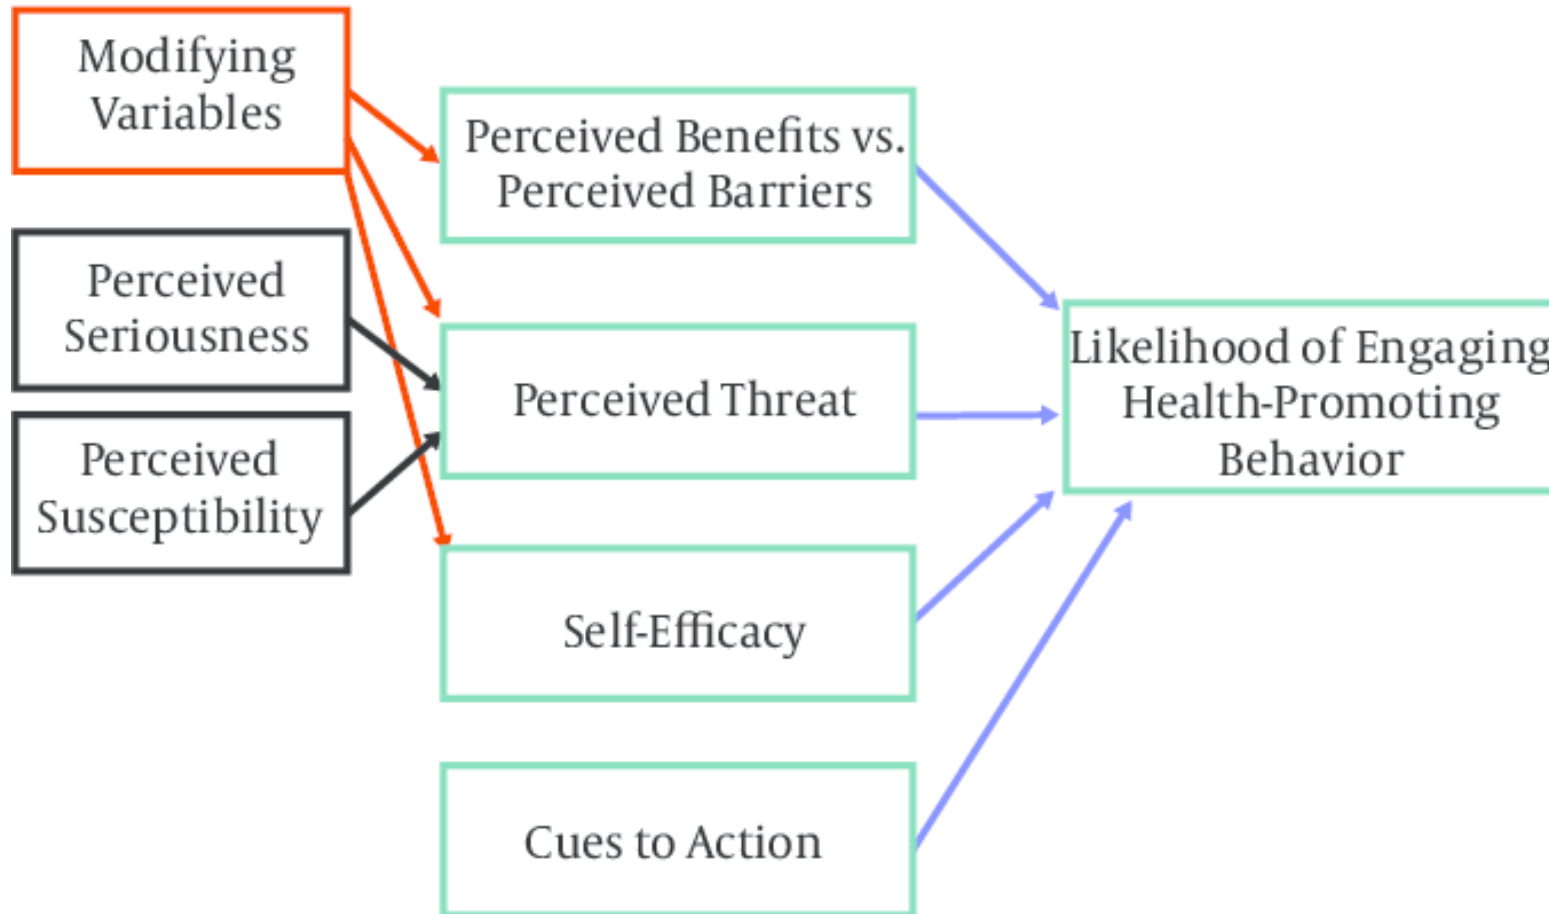 Modifying
Variables
Perceived Benefits vs.
Perceived Barriers
Perceived
Seriousness
Perceived Threat
Likelihood of Engaging
Health-Promoting
Behavior
Perceived
Susceptibility
Self-Efficacy
Cues to Action